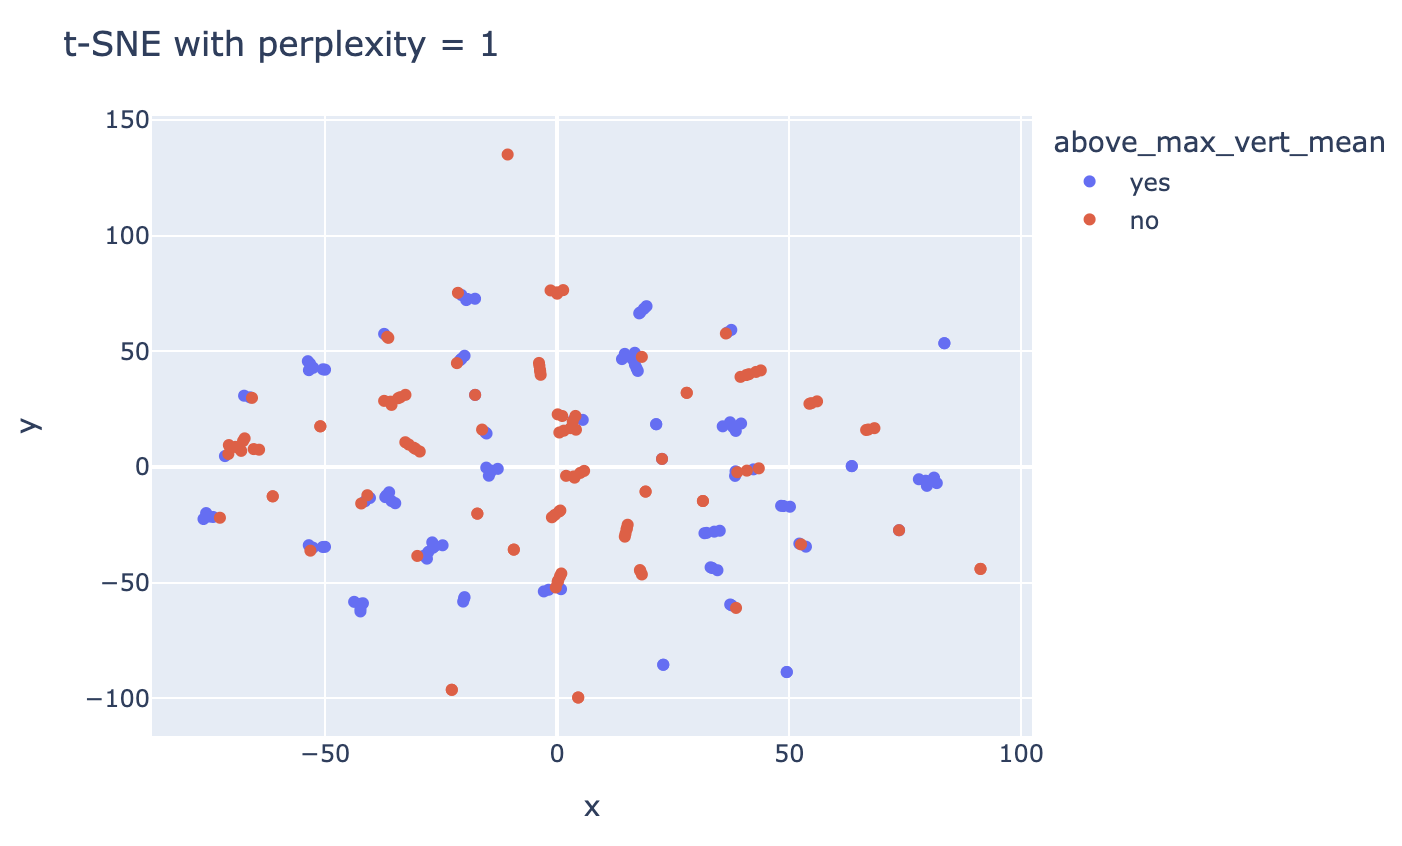 t-SNE with perplexity = 1
150
100
50
0
−50
−100
y
−50
0
50
100
x
above_max_vert_mean
yes
no